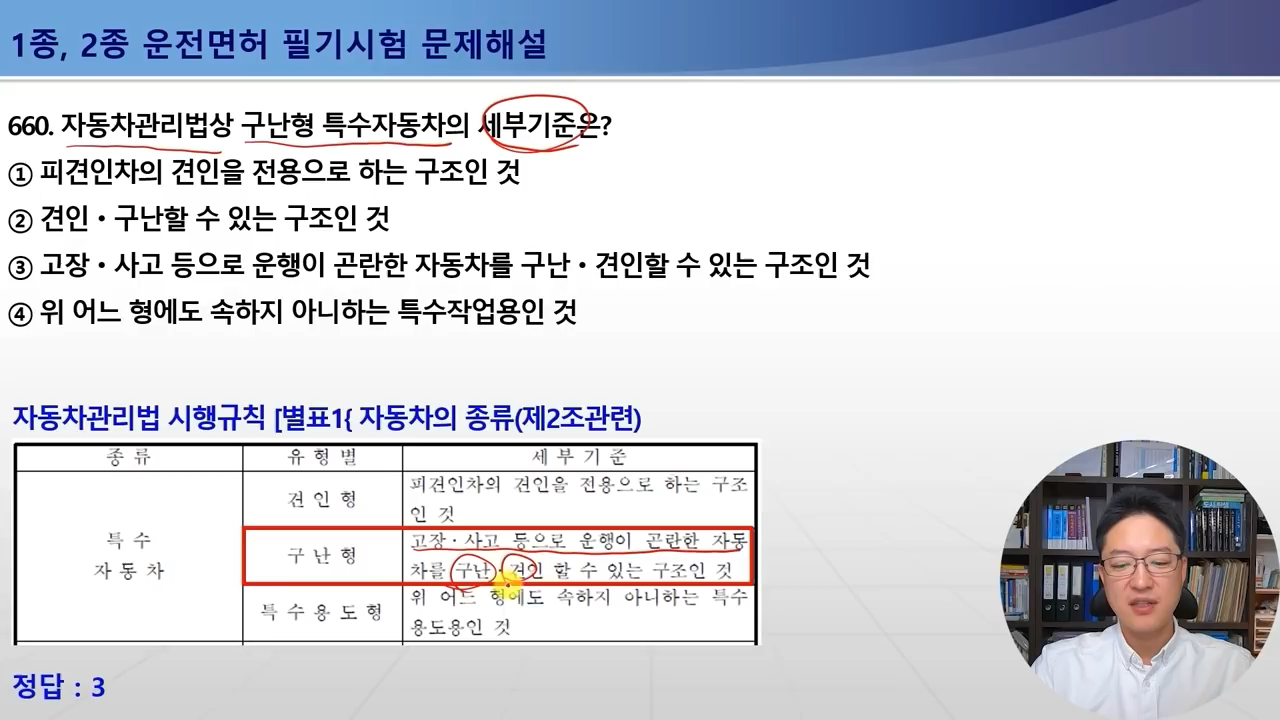 1종, 2종 운전면허 필기시험 문제해설
660. 자동차관리법상 구난형 특수자동차의 세부기준은?
① 피견인차의 견인을 전용으로 하는 구조인 것
② 견인・구난할 수 있는 구조인 것
③ 고장・사고 등으로 운행이 곤란한 자동차를 구난・견인할 수 있는 구조인 것
④ 위 어느 형에도 속하지 아니하는 특수작업용인 것
자동차관리법 시행규칙 [별표1{ 자동차의 종류(제2조관련)
종 류 유 형 별 세 부 기 준
특 수
자 동 차
견 인 형
피견인차의 견인을 전용으로 하는 구조
인 것
구 난 형
고장・사고 등으로 운행이 곤란한 자동
차를 구난・견인 할 수 있는 구조인 것
특 수 용 도 형
위 어느 형에도 속하지 아니하는 특수
용도용인 것
정답 : 3